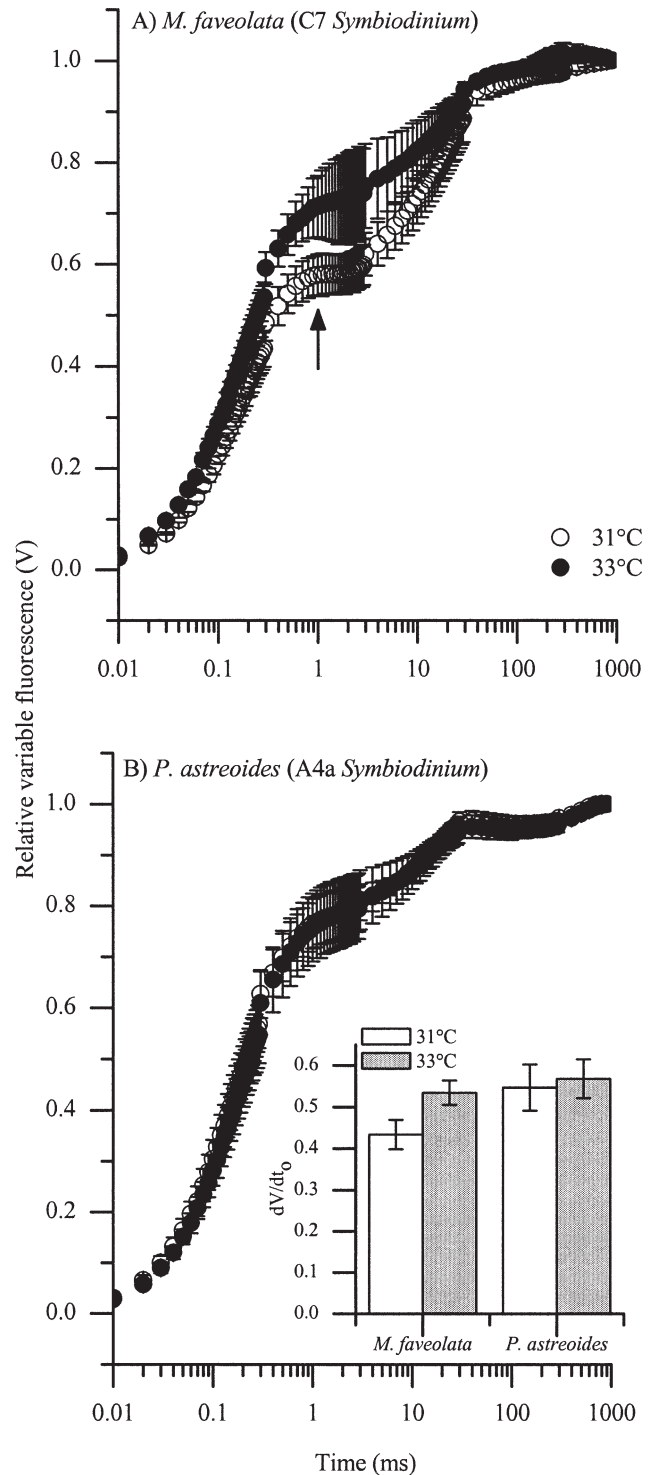 A) M. faveolata (C7 Symbiodinium)
1.0
0.8
0.6
0.4
0.2
0.0
31°C
33°C
0.01 0.1 1 10 100 1000
Relative variable fluorescence (V)
B) P. astreoides (A4a Symbiodinium)
1.0
0.8
0.6
0.4
0.2
0.0
31°C
33°C
0.6
0.5
0.4
0.3
0.2
0.1
0.0
dV/dto
M. faveolata P. astreoides
0.01 0.1 1 10 100 1000
Time (ms)